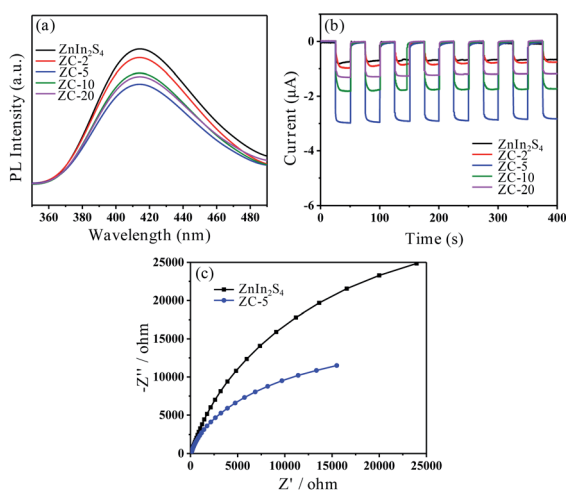 (a)
ZnIn₂S₄
ZC-2
ZC-5
ZC-10
ZC-20
PL Intensity (a.u.)
350 380 400 420 440 460 480
Wavelength (nm)
(b)
0
-2
-4
-6
Current (μA)
ZnIn₂S₄
ZC-2
ZC-5
ZC-10
ZC-20
0 50 100 150 200 250 300 350 400
Time (s)
(c)
ZnIn₂S₄
ZC-5
25000
20000
15000
10000
5000
0
-Z'' / ohm
0 5000 10000 15000 20000 25000
Z' / ohm